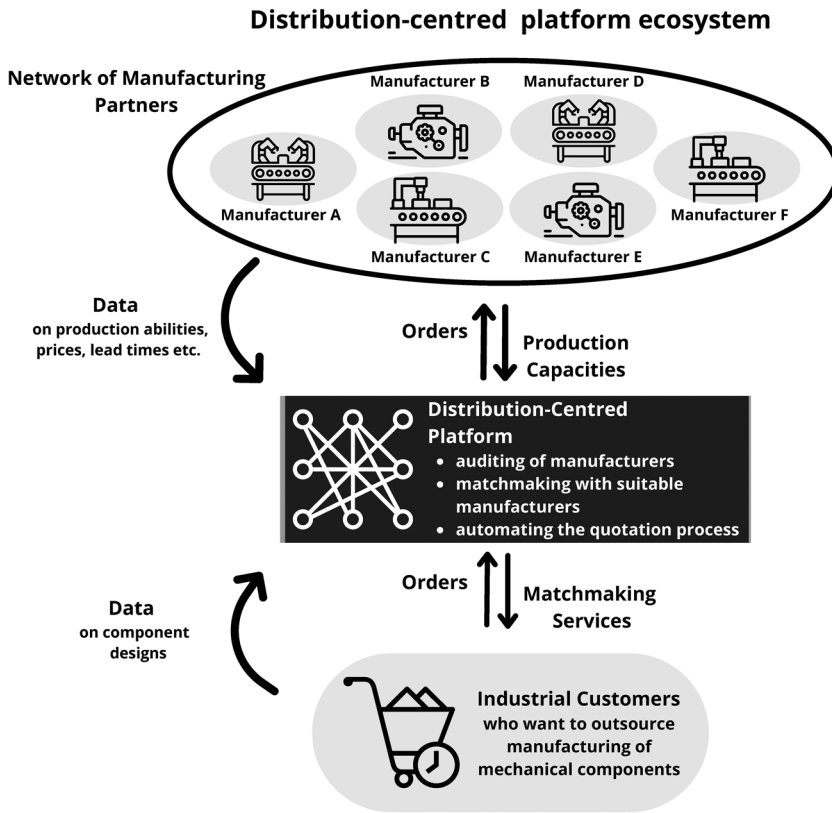 Distribution-centred platform ecosystem
Network of Manufacturing
Partners
Manufacturer B
Manufacturer D
Manufacturer A
Manufacturer F
Manufacturer C
Manufacturer E
Data
on production abilities,
prices, lead times etc.
Orders
Production
Capacities
Distribution-Centred
Platform
• auditing of manufacturers
• matchmaking with suitable
manufacturers
• automating the quotation process
Orders
Matchmaking
Services
Data
on component
designs
Industrial Customers
who want to outsource
manufacturing of
mechanical components